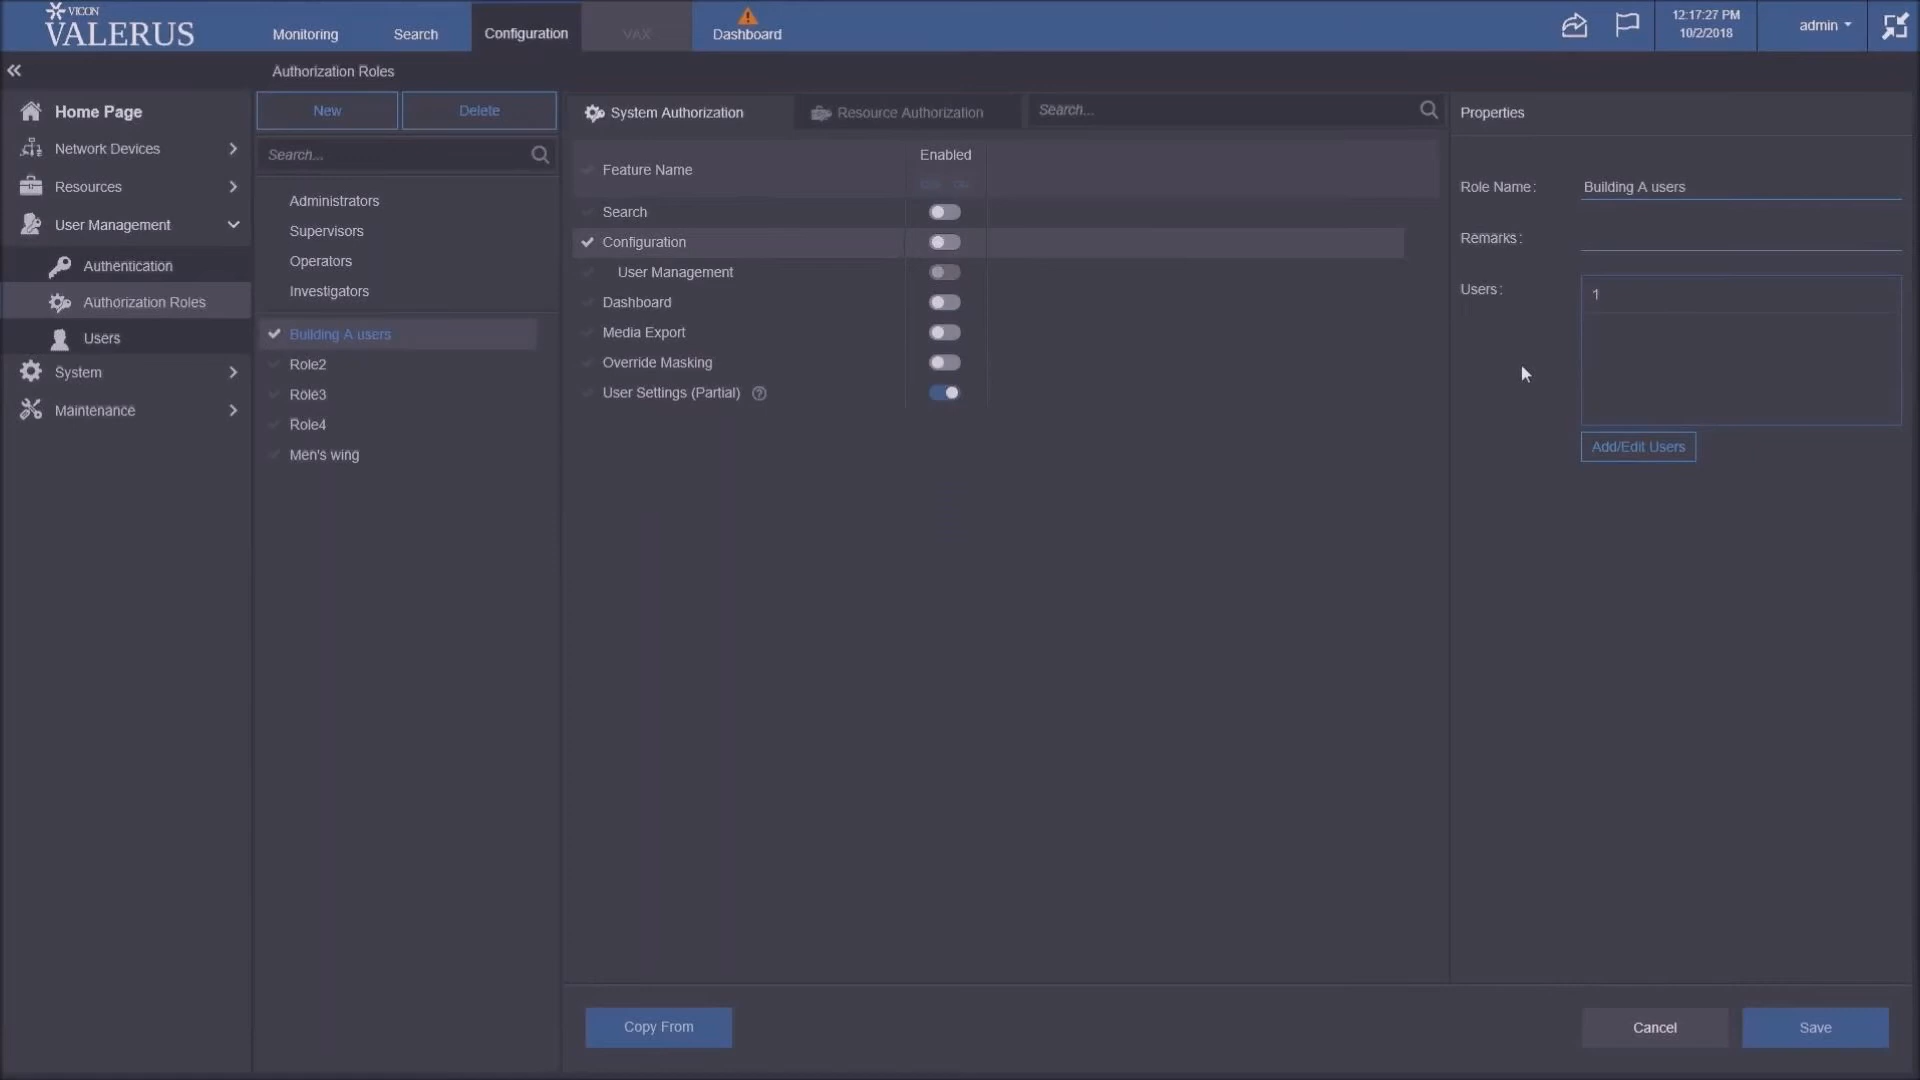 VICON
VALERUS
Monitoring
Search
Configuration
VAX
Dashboard
12:17:27 PM
10/2/2018
admin
Authorization Roles
Home Page
Network Devices
Resources
User Management
Authentication
Authorization Roles
Users
System
Maintenance
New
Delete
Search...
Administrators
Supervisors
Operators
Investigators
Building A users
Role2
Role3
Role4
Men's wing
System Authorization
Resource Authorization
Search...
Feature Name
Enabled
Search
Configuration
User Management
Dashboard
Media Export
Override Masking
User Settings (Partial)
Properties
Role Name:
Building A users
Remarks:
Users:
1
Add/Edit Users
Copy From
Cancel
Save